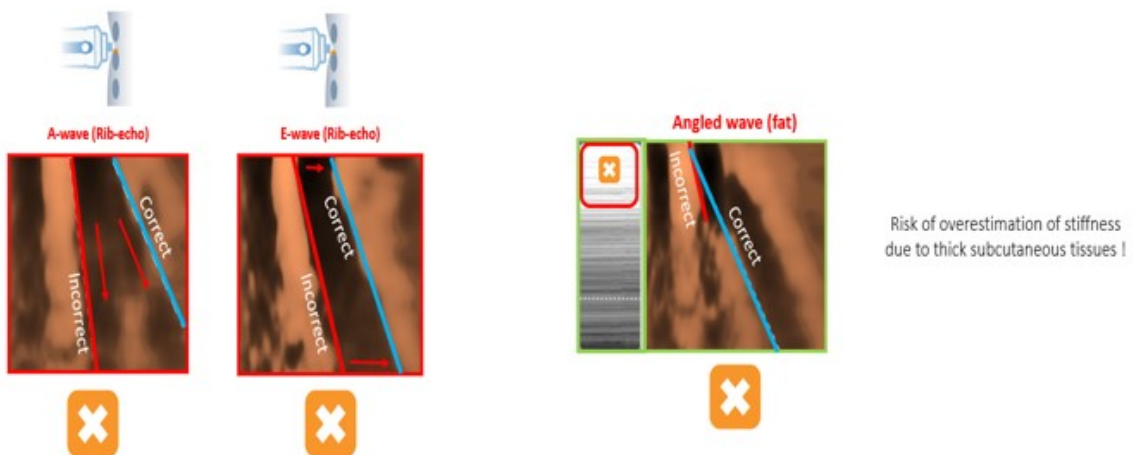 A-wave (Rib-echo)
E-wave (Rib-echo)
Angled wave (fat)
Incorrect
Correct
Incorrect
Correct
Incorrect
Correct
Risk of overestimation of stiffness
due to thick subcutaneous tissues !